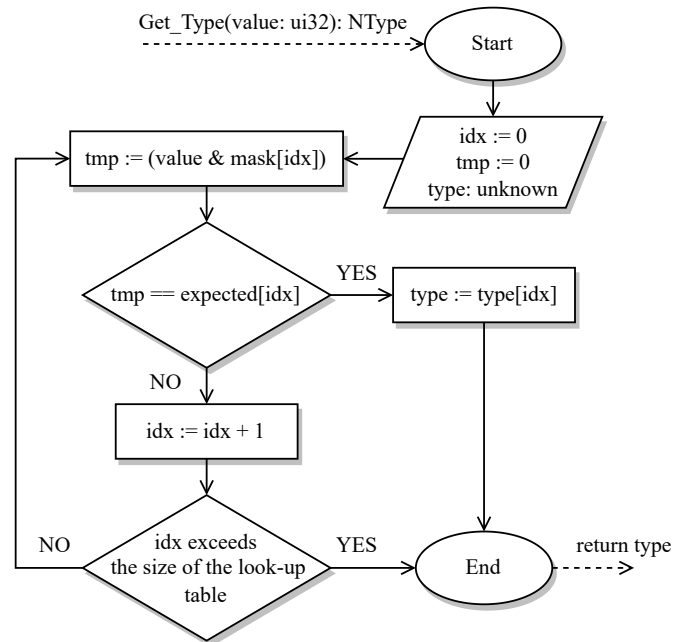 Get_Type(value: ui32): NType
Start
idx := 0
tmp := 0
type: unknown
tmp := (value & mask[idx])
tmp == expected[idx]
YES
type := type[idx]
NO
idx := idx + 1
idx exceeds
the size of the look-up
table
NO
YES
End
return type